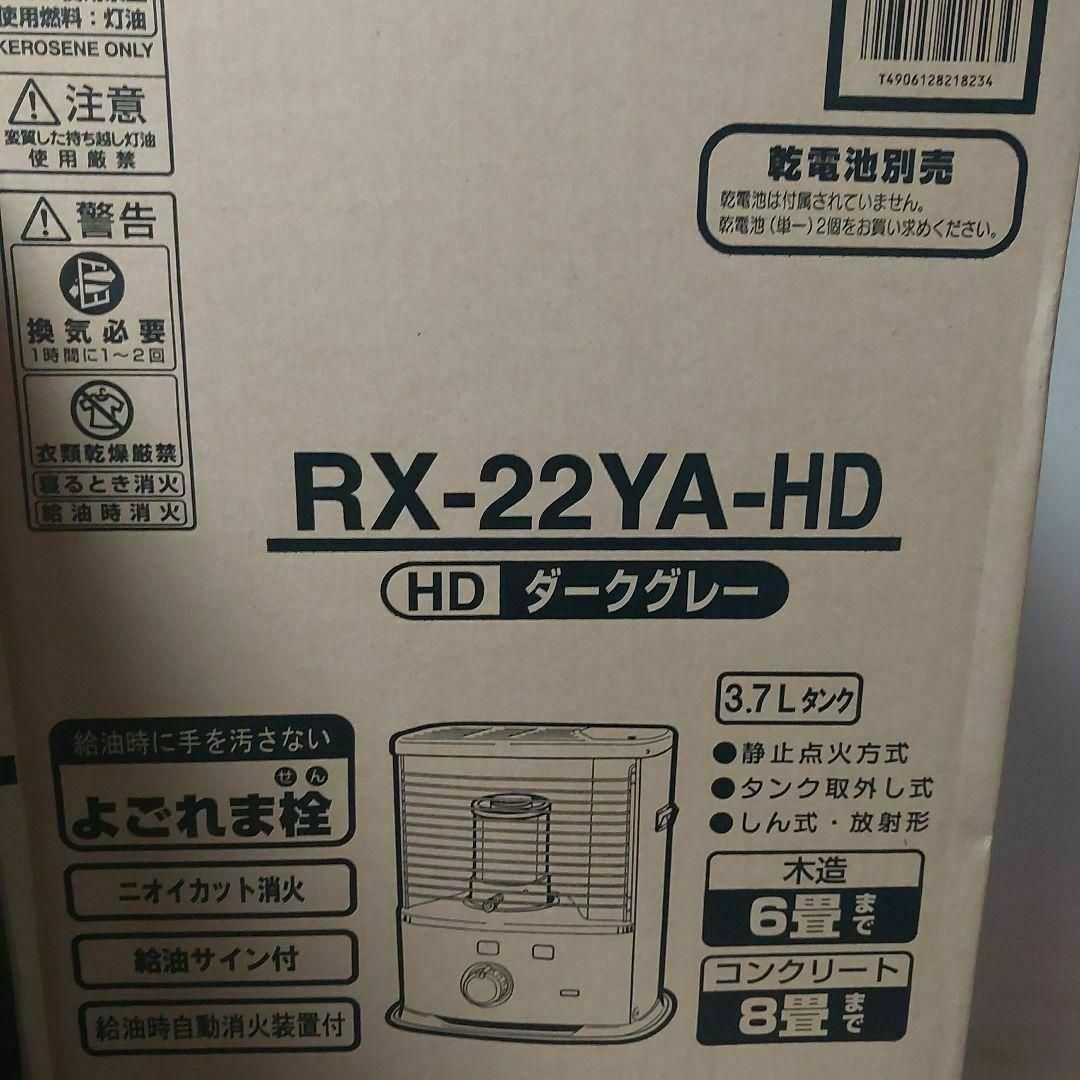 使用燃料：灯油
KEROSENE ONLY
注意
変質した持ち越し灯油
使用厳禁
警告
換気必要
1時間に1〜2回
衣類乾燥厳禁
寝るとき消火
給油時消火
T4906128218234
乾電池別売
乾電池は付属されていません。
乾電池(単一)2個をお買い求めください。
RX-22YA-HD
HD ダークグレー
給油時に手を汚さない
せん
よごれま栓
ニオイカット消火
給油サイン付
給油時自動消火装置付
3.7Lタンク
●静止点火方式
●タンク取外し式
●しん式・放射形
木造
6畳まで
コンクリート
8畳まで